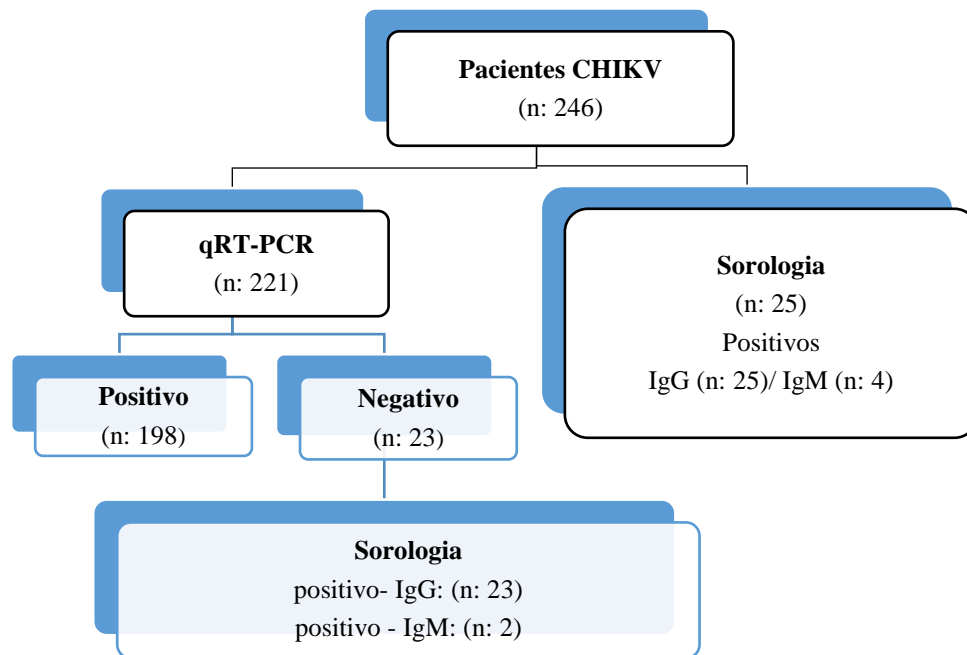 Pacientes CHIKV
(n: 246)
qRT-PCR
(n: 221)
Sorologia
(n: 25)
Positivos
IgG (n: 25)/ IgM (n: 4)
Positivo
(n: 198)
Negativo
(n: 23)
Sorologia
positivo- IgG: (n: 23)
positivo - IgM: (n: 2)